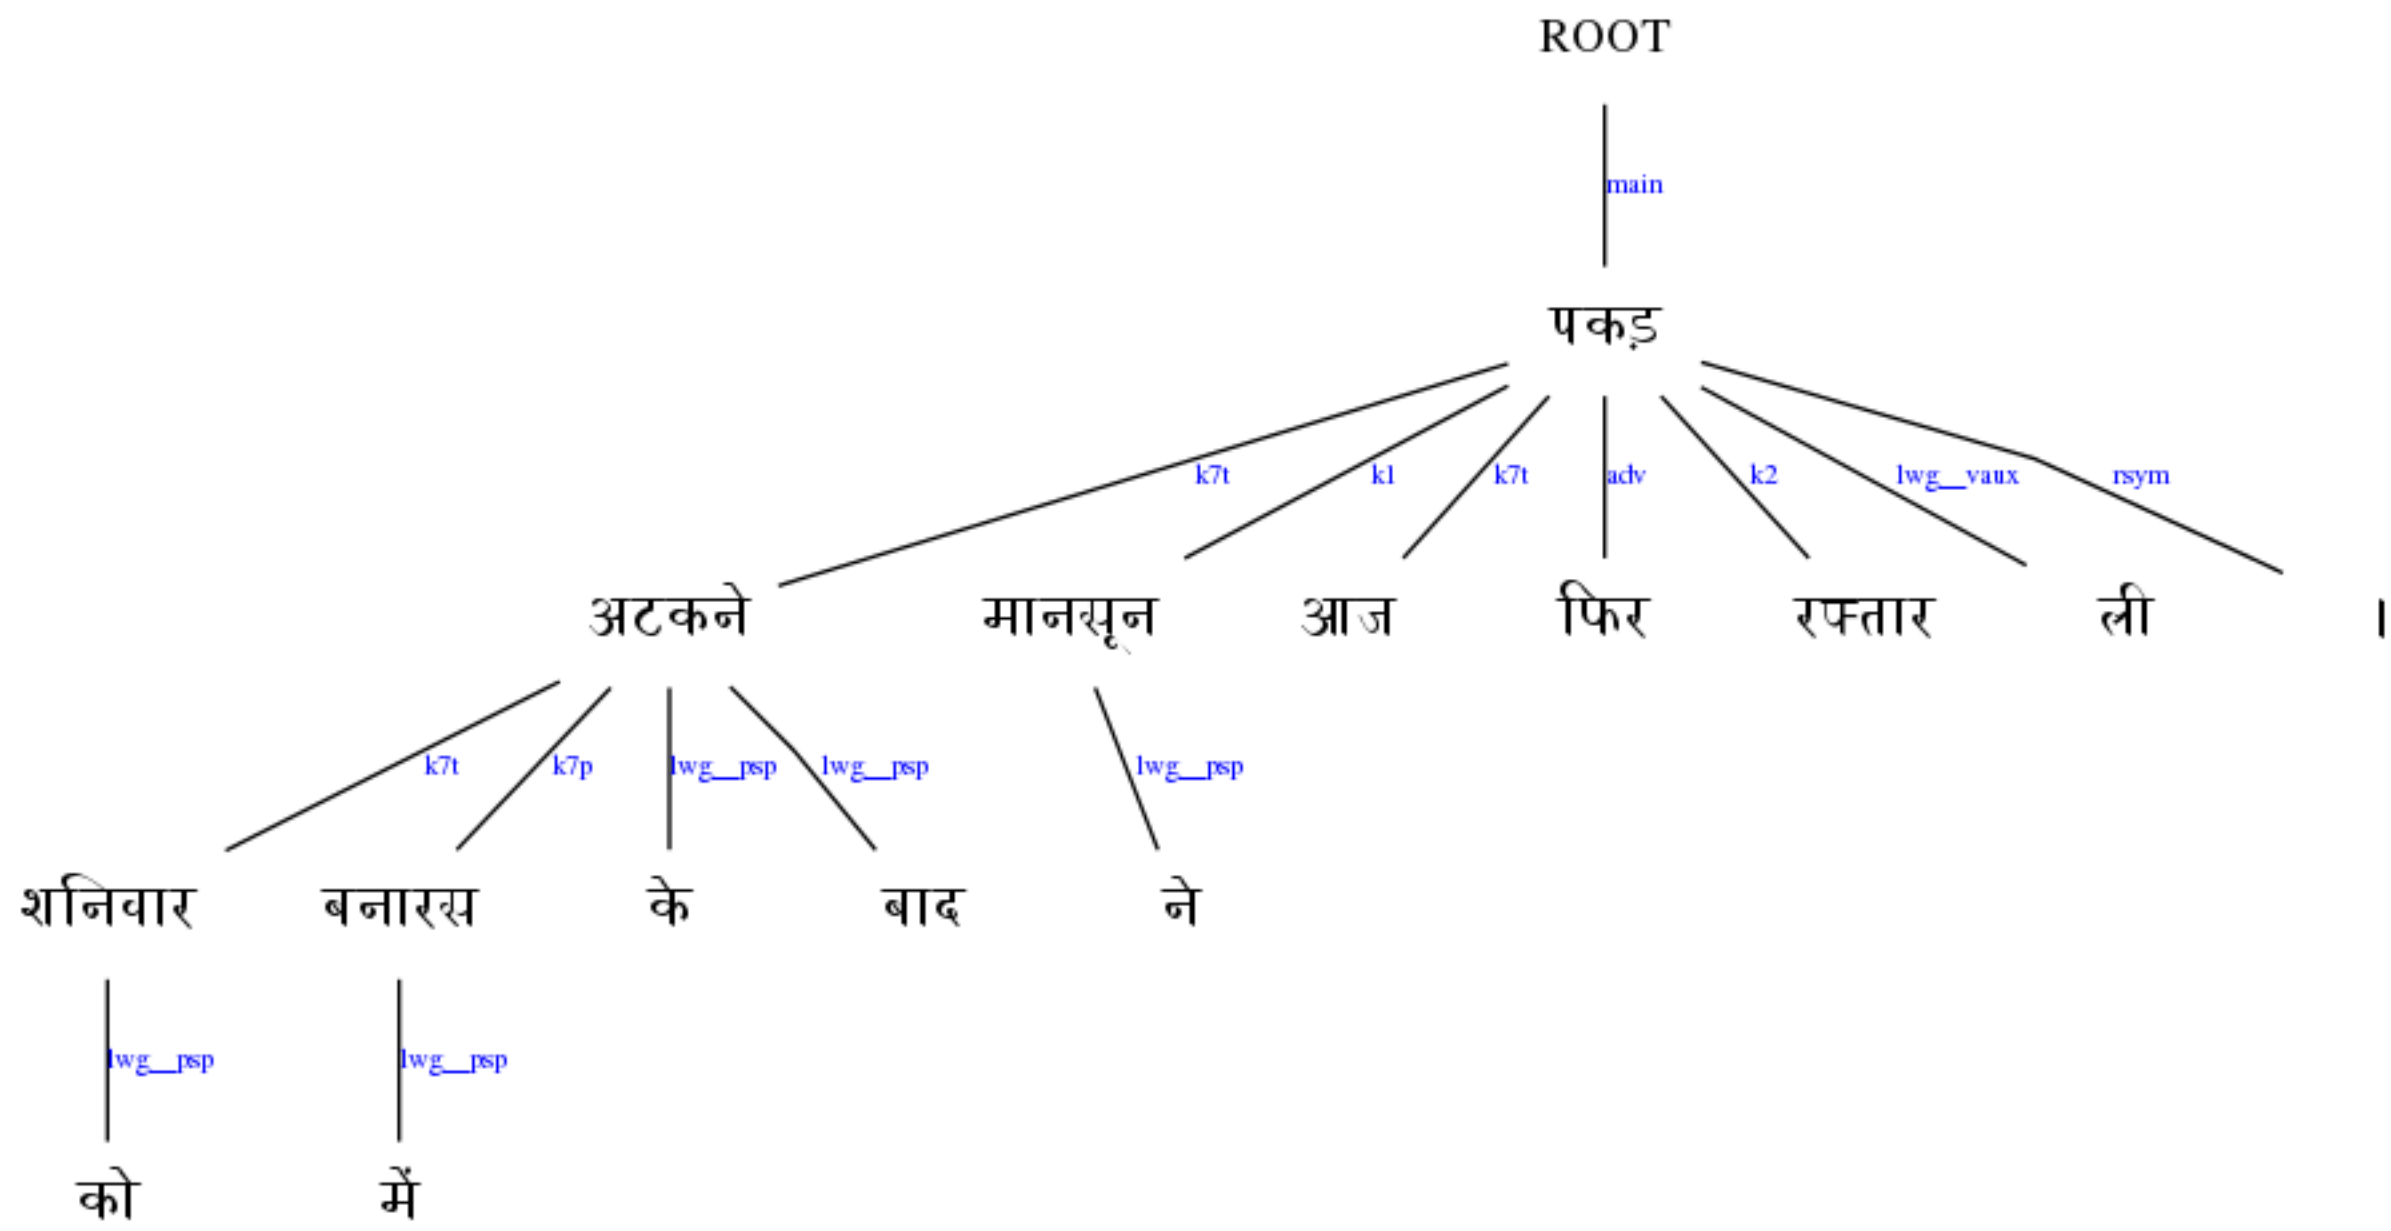 ROOT
main
पकड़
k7t k1 k7t adv k2 lwg__vaux rsym
अटकने मानसून आज फिर रफ्तार ली ।
k7t k7p lwg__psp lwg__psp lwg__psp
शनिवार बनारस के बाद ने
lwg__psp lwg__psp
को में